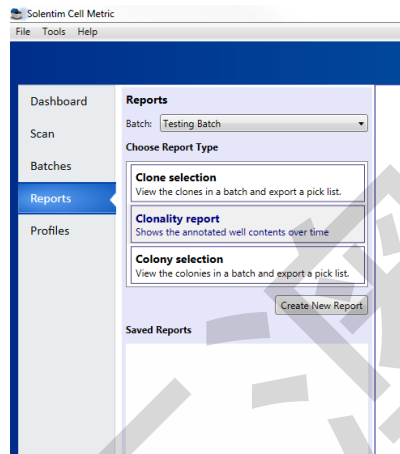 Solentim Cell Metric
File Tools Help
Dashboard
Scan
Batches
Reports
Profiles
Reports
Batch: Testing Batch
Choose Report Type
Clone selection
View the clones in a batch and export a pick list.
Clonality report
Shows the annotated well contents over time
Colony selection
View the colonies in a batch and export a pick list.
Create New Report
Saved Reports